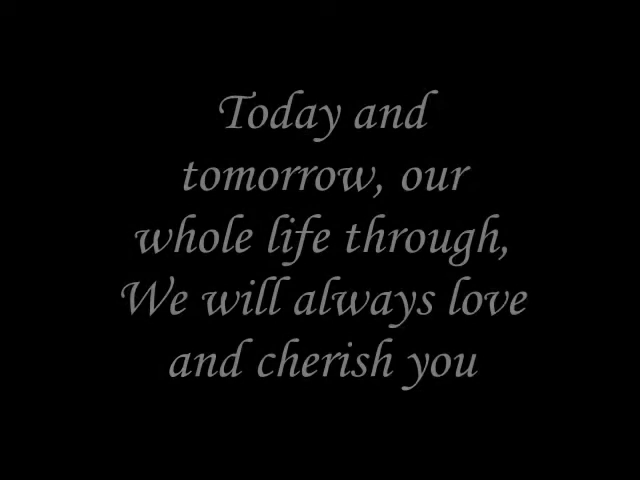 Today and
tomorrow, our
whole life through,
We will always love
and cherish you